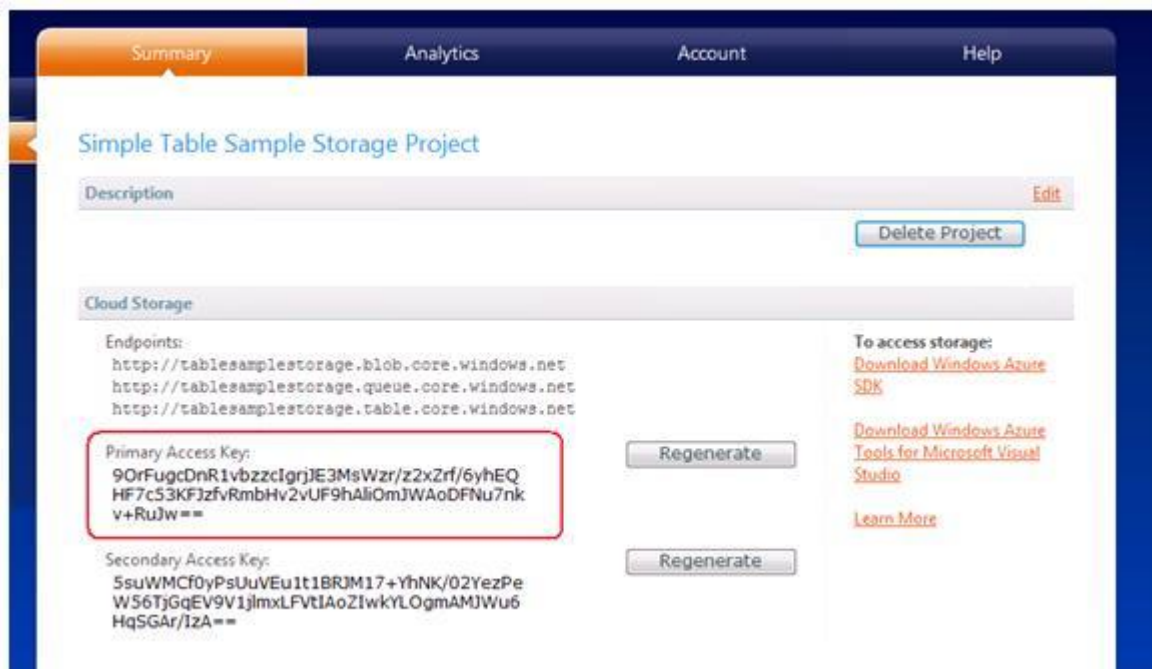 Summary
Analytics
Account
Help
Simple Table Sample Storage Project
Description
Edit
Delete Project
Cloud Storage
Endpoints:
http://tablesamplestorage.blob.core.windows.net
http://tablesamplestorage.queue.core.windows.net
http://tablesamplestorage.table.core.windows.net
Primary Access Key:
9OrFugcDnR1vbzzcIgrjJE3MsWzr/z2xZrf/6yhEQ
HF7c53KFJzfvRmbHv2vUF9hAliOmJWAoDFNu7nk
v+RuJw==
Regenerate
Secondary Access Key:
5suWMCf0yPsUuVEu1t1BRJM17+YhNK/02YezPe
W56TjGqEV9V1jlmxLFVtIAoZIwkYLOgmAMJWu6
HqSGAr/IzA==
Regenerate
To access storage:
Download Windows Azure
SDK
Download Windows Azure
Tools for Microsoft Visual
Studio
Learn More